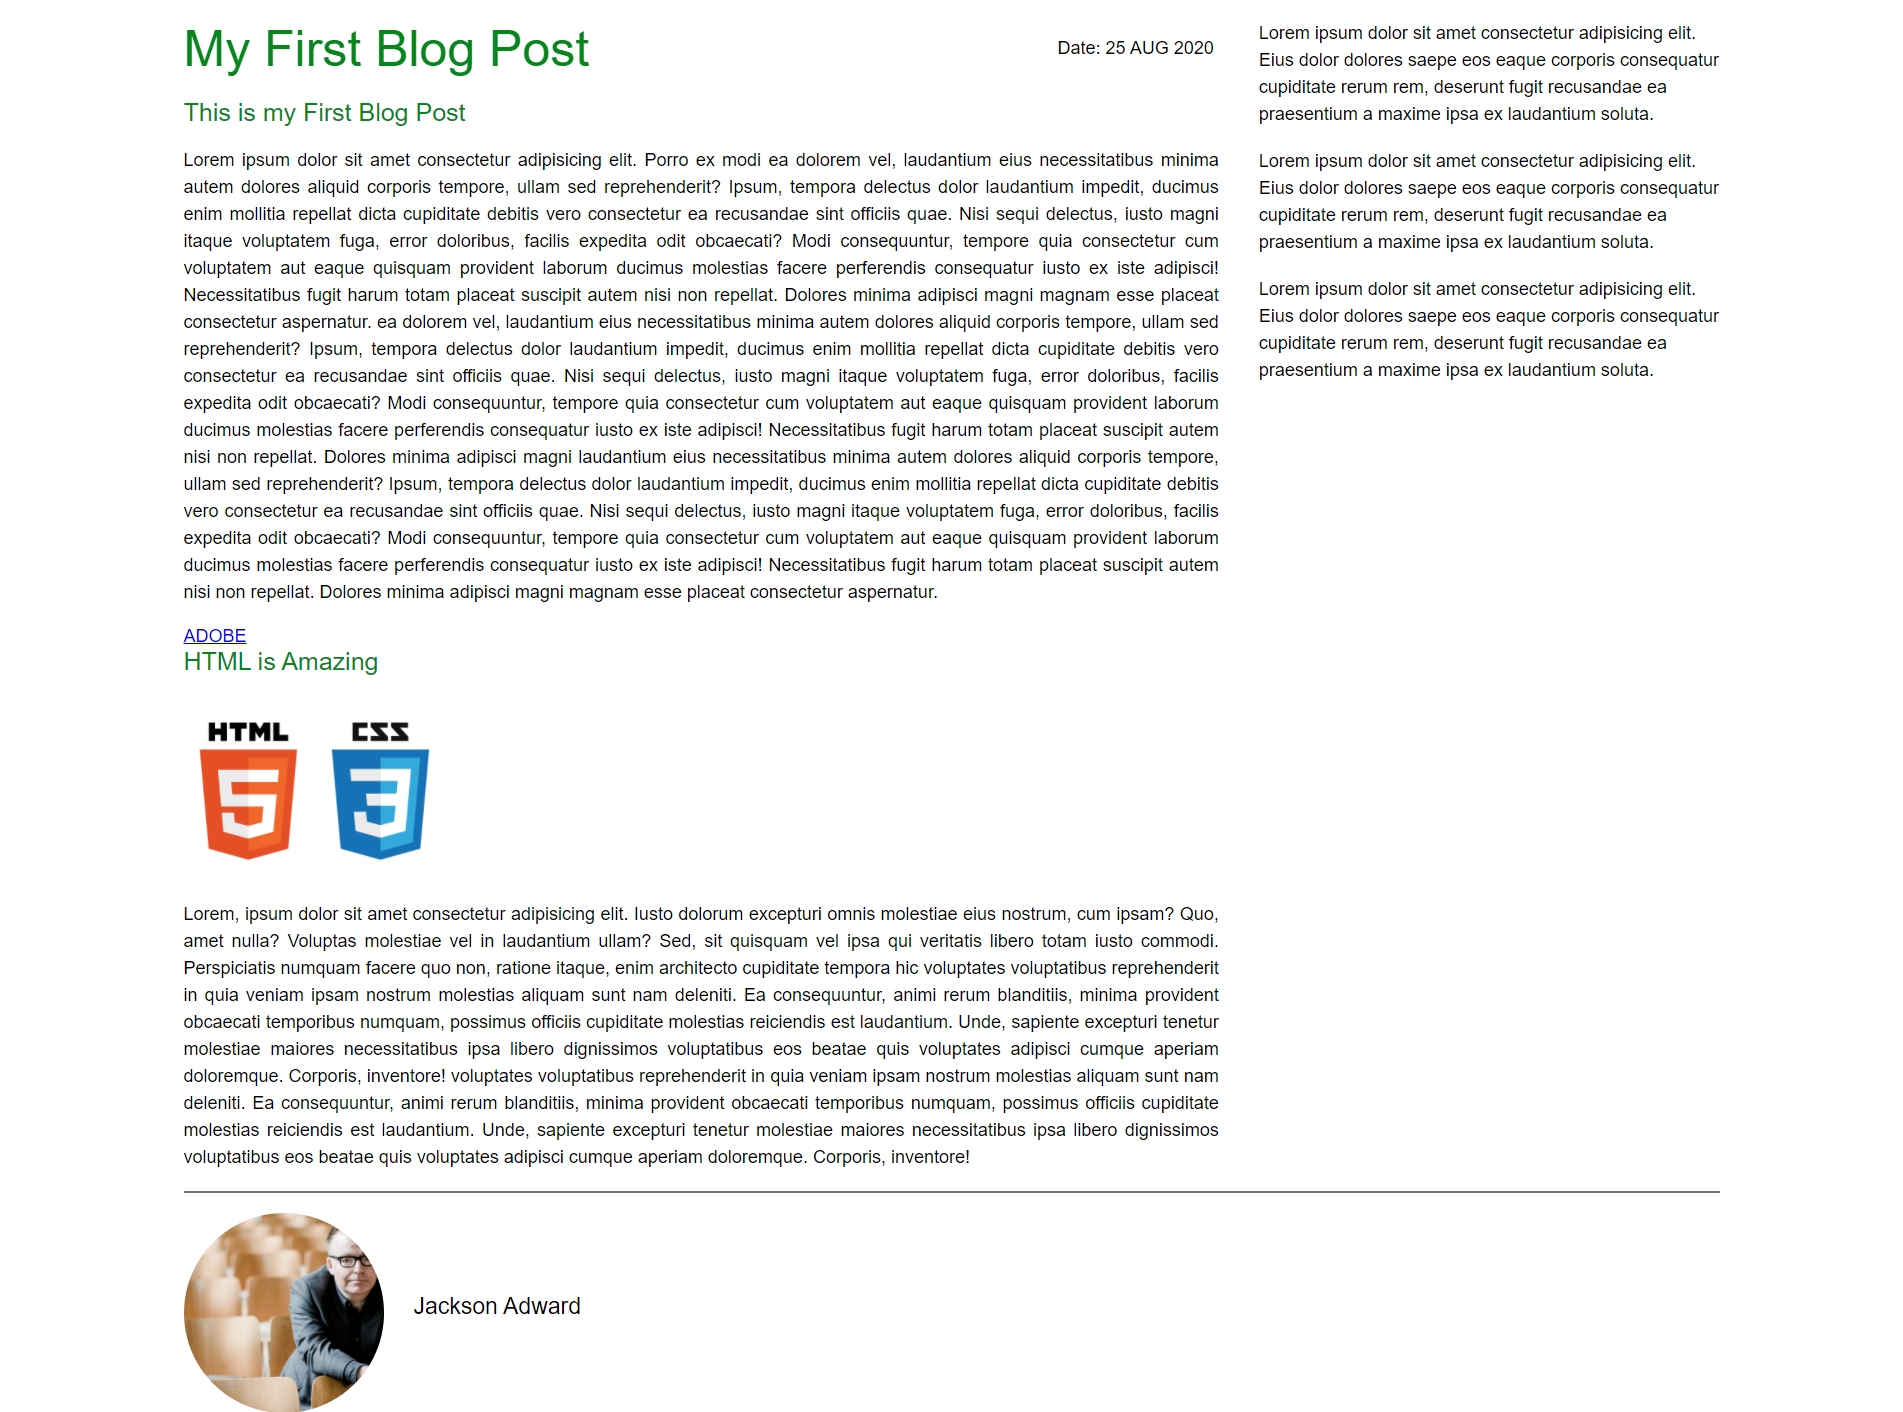 My First Blog Post
Date: 25 AUG 2020
This is my First Blog Post
Lorem ipsum dolor sit amet consectetur adipisicing elit. Porro ex modi ea dolorem vel, laudantium eius necessitatibus minima
autem dolores aliquid corporis tempore, ullam sed reprehenderit? Ipsum, tempora delectus dolor laudantium impedit, ducimus
enim mollitia repellat dicta cupiditate debitis vero consectetur ea recusandae sint officiis quae. Nisi sequi delectus, iusto magni
itaque voluptatem fuga, error doloribus, facilis expedita odit obcaecati? Modi consequuntur, tempore quia consectetur cum
voluptatem aut eaque quisquam provident laborum ducimus molestias facere perferendis consequatur iusto ex iste adipisci!
Necessitatibus fugit harum totam placeat suscipit autem nisi non repellat. Dolores minima adipisci magni magnam esse placeat
consectetur aspernatur. ea dolorem vel, laudantium eius necessitatibus minima autem dolores aliquid corporis tempore, ullam sed
reprehenderit? Ipsum, tempora delectus dolor laudantium impedit, ducimus enim mollitia repellat dicta cupiditate debitis vero
consectetur ea recusandae sint officiis quae. Nisi sequi delectus, iusto magni itaque voluptatem fuga, error doloribus, facilis
expedita odit obcaecati? Modi consequuntur, tempore quia consectetur cum voluptatem aut eaque quisquam provident laborum
ducimus molestias facere perferendis consequatur iusto ex iste adipisci! Necessitatibus fugit harum totam placeat suscipit autem
nisi non repellat. Dolores minima adipisci magni laudantium eius necessitatibus minima autem dolores aliquid corporis tempore,
ullam sed reprehenderit? Ipsum, tempora delectus dolor laudantium impedit, ducimus enim mollitia repellat dicta cupiditate debitis
vero consectetur ea recusandae sint officiis quae. Nisi sequi delectus, iusto magni itaque voluptatem fuga, error doloribus, facilis
expedita odit obcaecati? Modi consequuntur, tempore quia consectetur cum voluptatem aut eaque quisquam provident laborum
ducimus molestias facere perferendis consequatur iusto ex iste adipisci! Necessitatibus fugit harum totam placeat suscipit autem
nisi non repellat. Dolores minima adipisci magni magnam esse placeat consectetur aspernatur.
ADOBE
HTML is Amazing
HTML CSS
5 3
Lorem, ipsum dolor sit amet consectetur adipisicing elit. Iusto dolorum excepturi omnis molestiae eius nostrum, cum ipsam? Quo,
amet nulla? Voluptas molestiae vel in laudantium ullam? Sed, sit quisquam vel ipsa qui veritatis libero totam iusto commodi.
Perspiciatis numquam facere quo non, ratione itaque, enim architecto cupiditate tempora hic voluptates voluptatibus reprehenderit
in quia veniam ipsam nostrum molestias aliquam sunt nam deleniti. Ea consequuntur, animi rerum blanditiis, minima provident
obcaecati temporibus numquam, possimus officiis cupiditate molestias reiciendis est laudantium. Unde, sapiente excepturi tenetur
molestiae maiores necessitatibus ipsa libero dignissimos voluptatibus eos beatae quis voluptates adipisci cumque aperiam
doloremque. Corporis, inventore! voluptates voluptatibus reprehenderit in quia veniam ipsam nostrum molestias aliquam sunt nam
deleniti. Ea consequuntur, animi rerum blanditiis, minima provident obcaecati temporibus numquam, possimus officiis cupiditate
molestias reiciendis est laudantium. Unde, sapiente excepturi tenetur molestiae maiores necessitatibus ipsa libero dignissimos
voluptatibus eos beatae quis voluptates adipisci cumque aperiam doloremque. Corporis, inventore!
Lorem ipsum dolor sit amet consectetur adipisicing elit.
Eius dolor dolores saepe eos eaque corporis consequatur
cupiditate rerum rem, deserunt fugit recusandae ea
praesentium a maxime ipsa ex laudantium soluta.
Lorem ipsum dolor sit amet consectetur adipisicing elit.
Eius dolor dolores saepe eos eaque corporis consequatur
cupiditate rerum rem, deserunt fugit recusandae ea
praesentium a maxime ipsa ex laudantium soluta.
Lorem ipsum dolor sit amet consectetur adipisicing elit.
Eius dolor dolores saepe eos eaque corporis consequatur
cupiditate rerum rem, deserunt fugit recusandae ea
praesentium a maxime ipsa ex laudantium soluta.
Jackson Adward